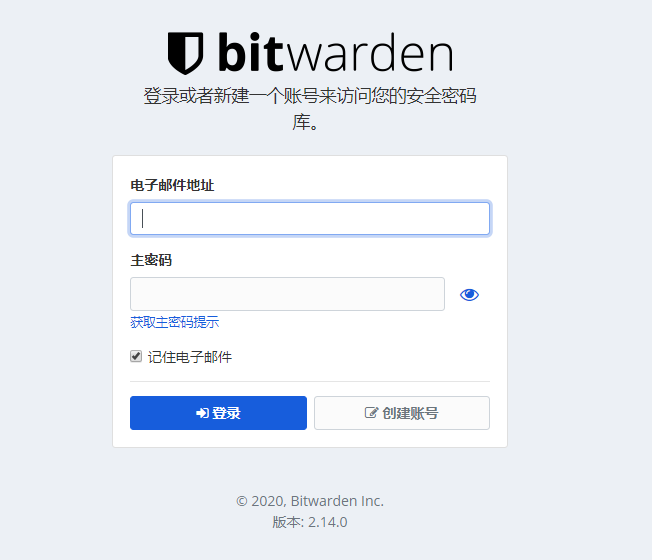 bitwarden
登录或者新建一个账号来访问您的安全密码
库。
电子邮件地址
主密码
获取主密码提示
记住电子邮件
登录
创建账号
© 2020, Bitwarden Inc.
版本: 2.14.0